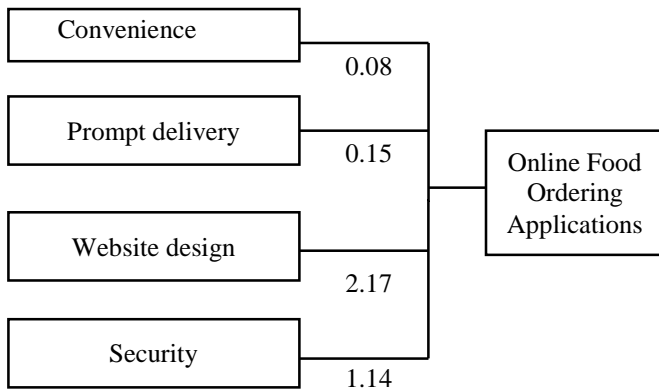 Convenience
0.08
Prompt delivery
0.15
Online Food
Ordering
Applications
Website design
2.17
Security
1.14